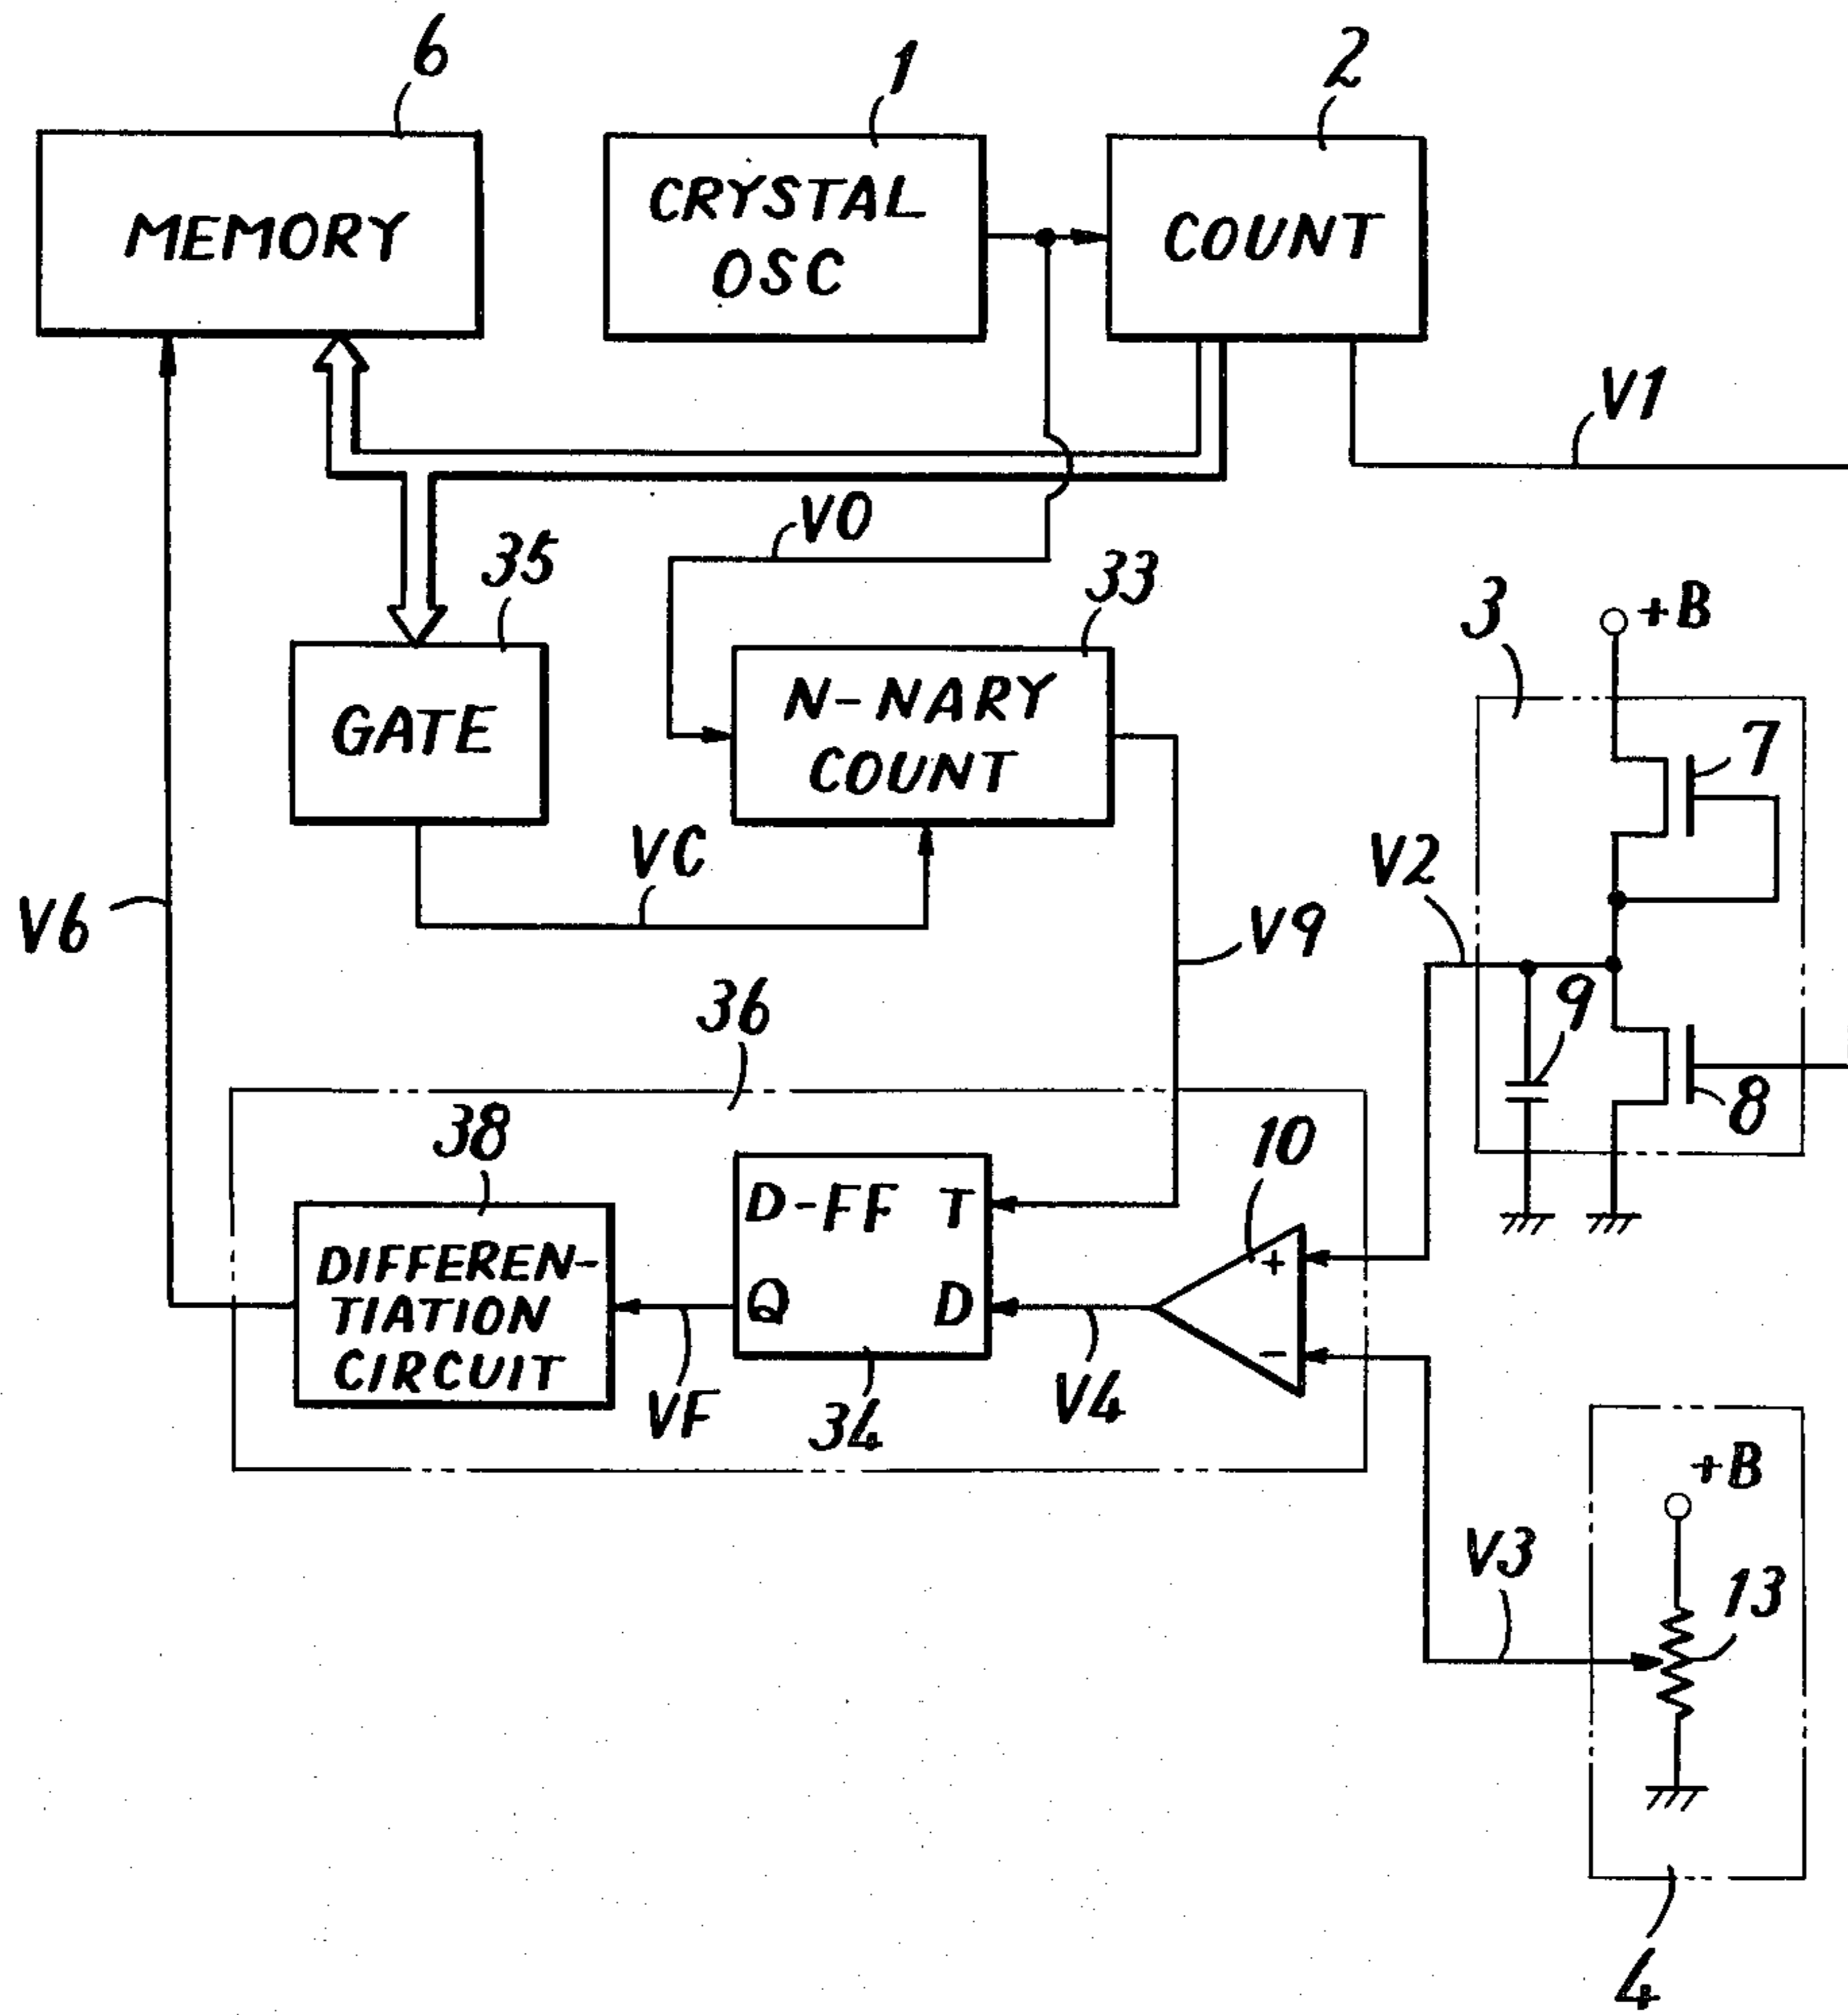 6
1
2
MEMORY
CRYSTAL
OSC
COUNT
V1
VO
35
33
3
+B
GATE
N-NARY
COUNT
7
VC
V2
V6
V9
9
36
8
38
10
D-FF T
DIFFEREN-
TIATION
CIRCUIT
Q D
+
-
VF
34
V4
+B
V3
13
4